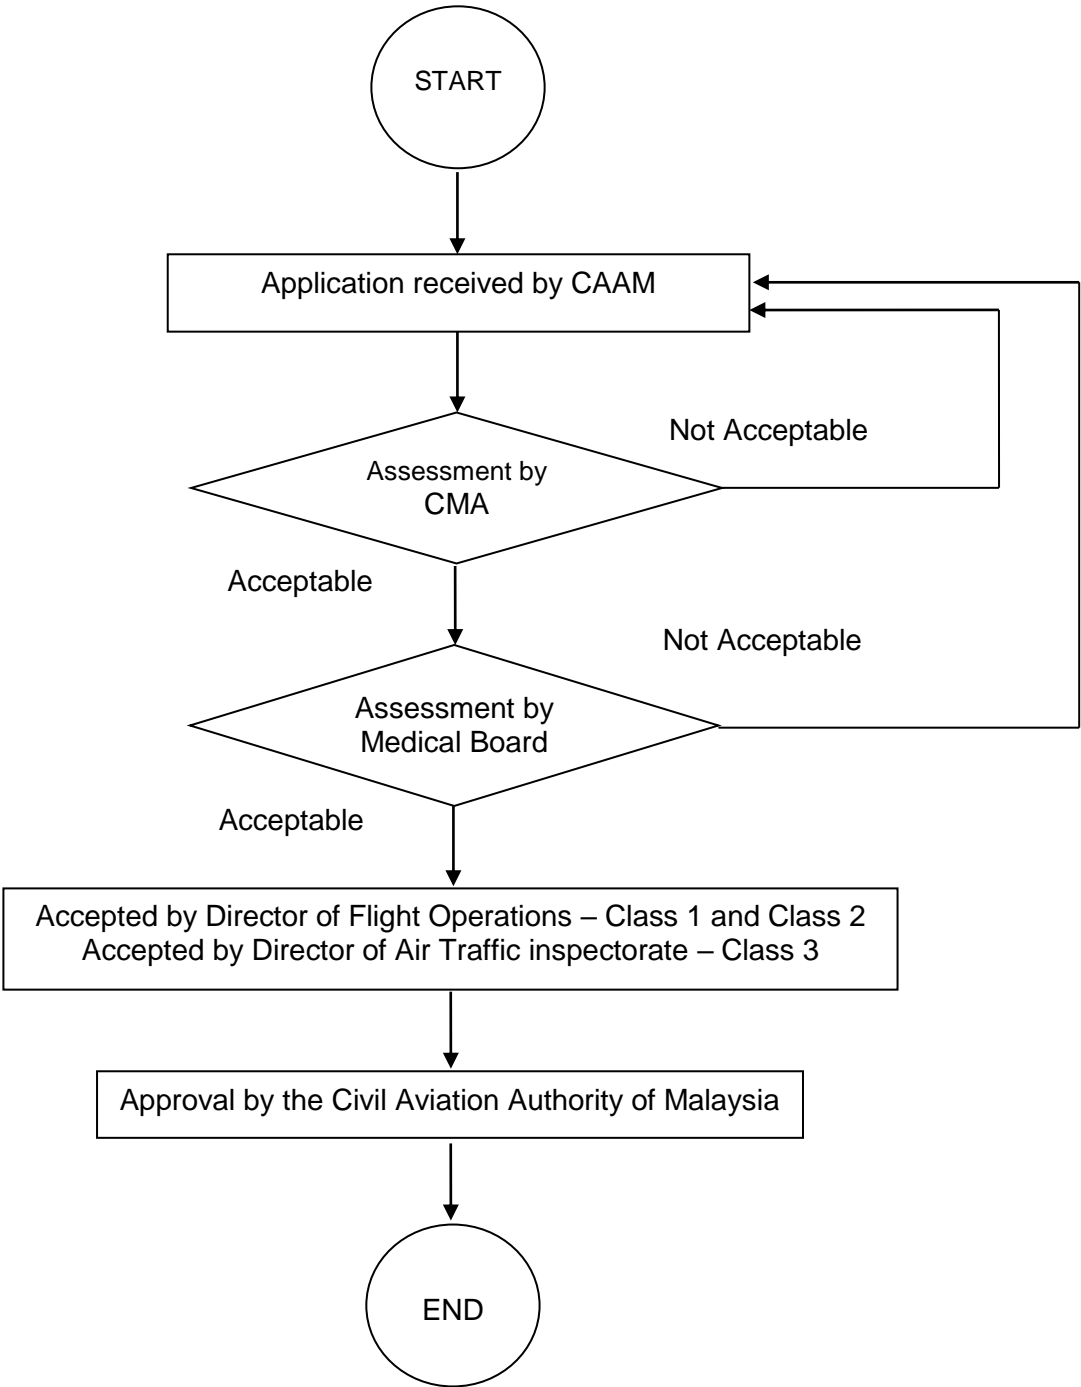 START
Application received by CAAM
Not Acceptable
Assessment by
CMA
Acceptable
Not Acceptable
Assessment by
Medical Board
Acceptable
Accepted by Director of Flight Operations – Class 1 and Class 2
Accepted by Director of Air Traffic inspectorate – Class 3
Approval by the Civil Aviation Authority of Malaysia
END